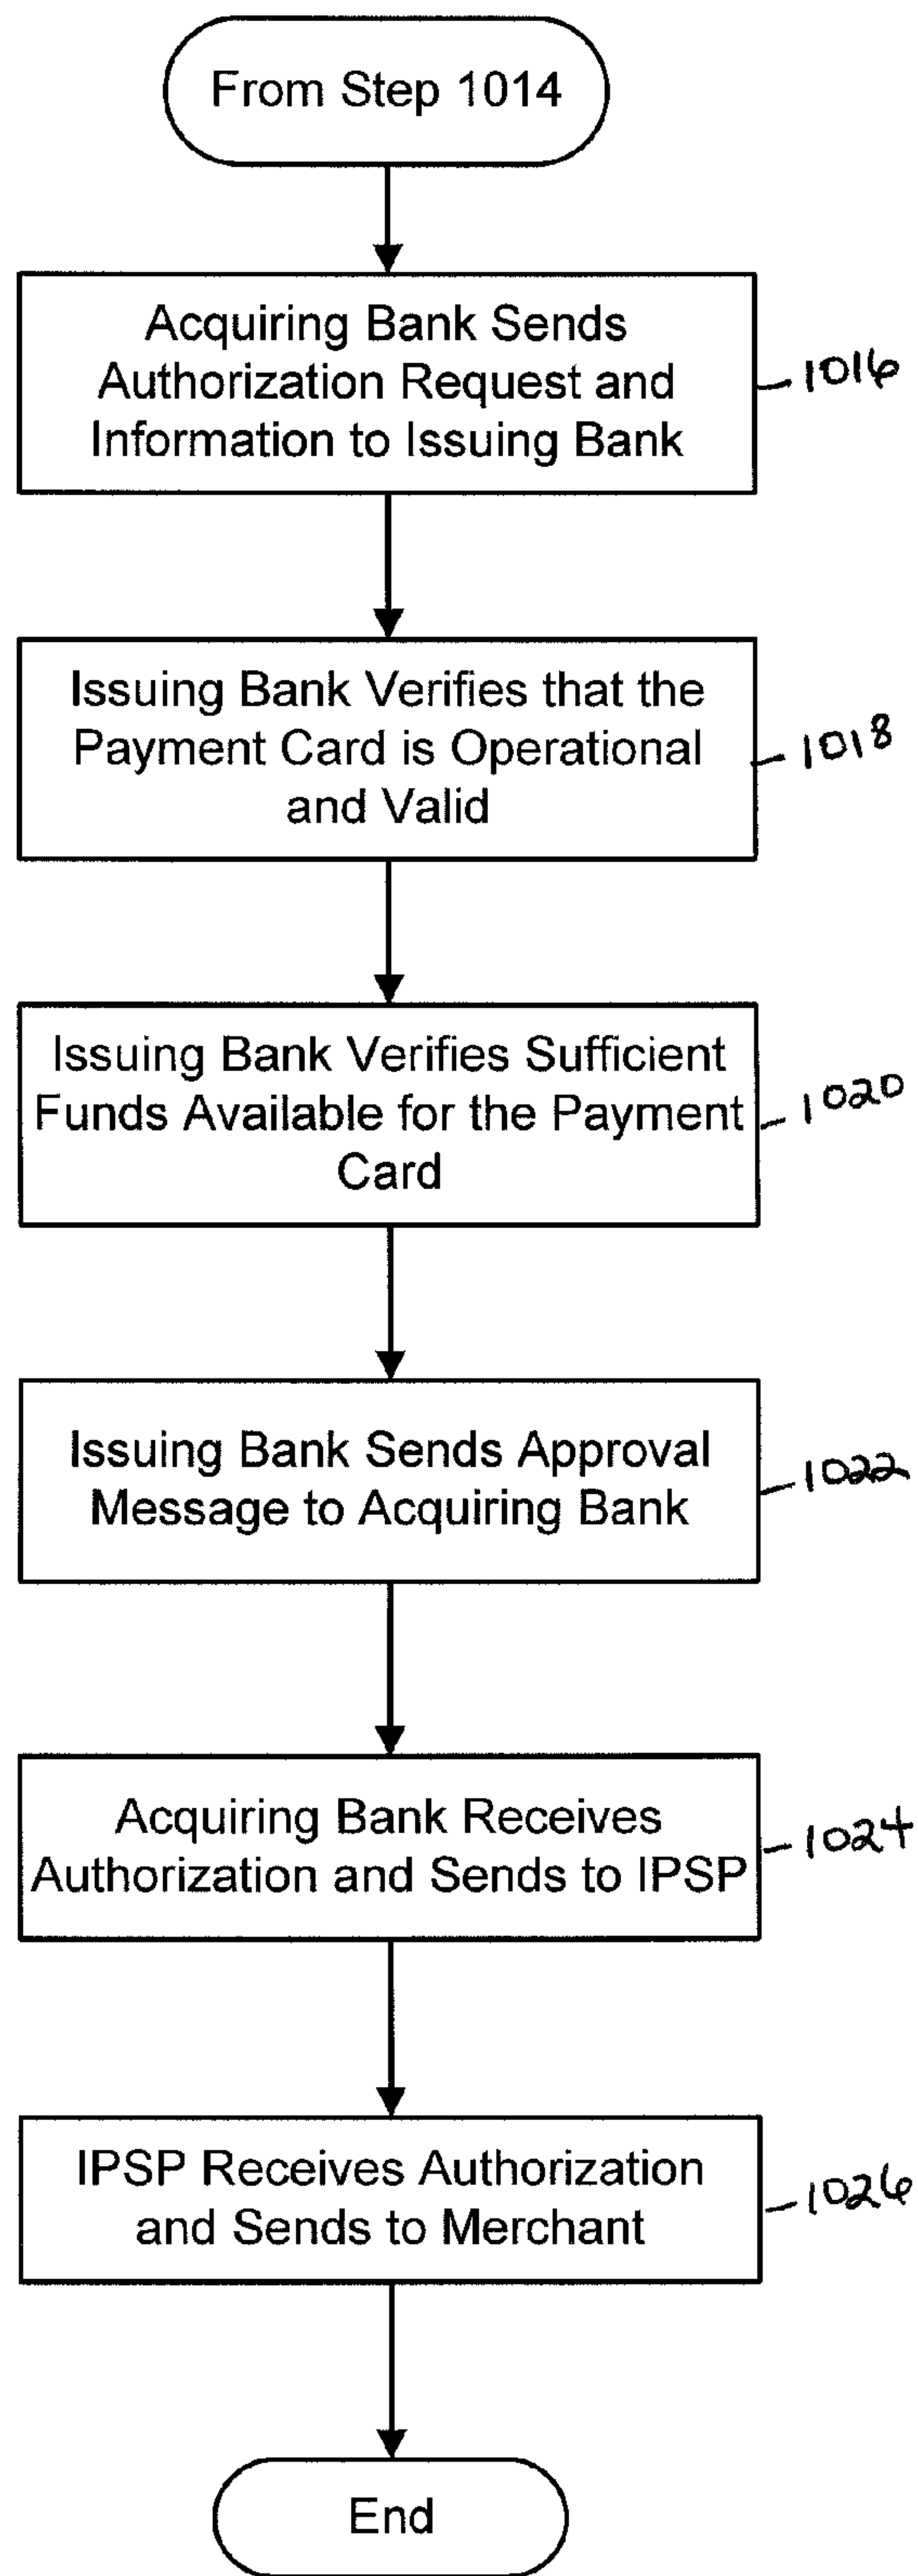 From Step 1014
Acquiring Bank Sends
Authorization Request and
Information to Issuing Bank
1016
Issuing Bank Verifies that the
Payment Card is Operational
and Valid
1018
Issuing Bank Verifies Sufficient
Funds Available for the Payment
Card
1020
Issuing Bank Sends Approval
Message to Acquiring Bank
1022
Acquiring Bank Receives
Authorization and Sends to IPSP
1024
IPSP Receives Authorization
and Sends to Merchant
1026
End